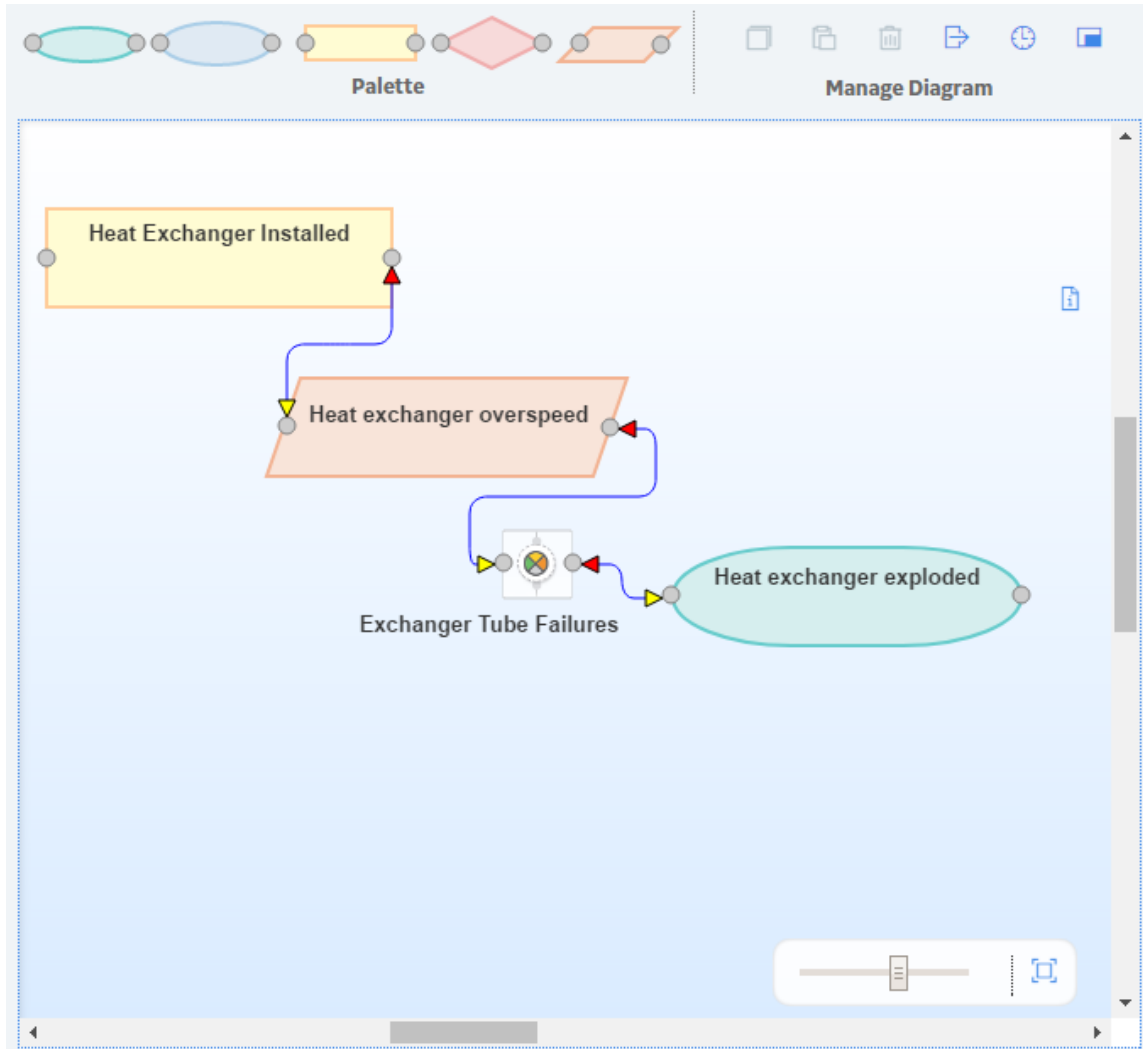 Palette
Manage Diagram
Heat Exchanger Installed
Heat exchanger overspeed
Heat exchanger exploded
Exchanger Tube Failures